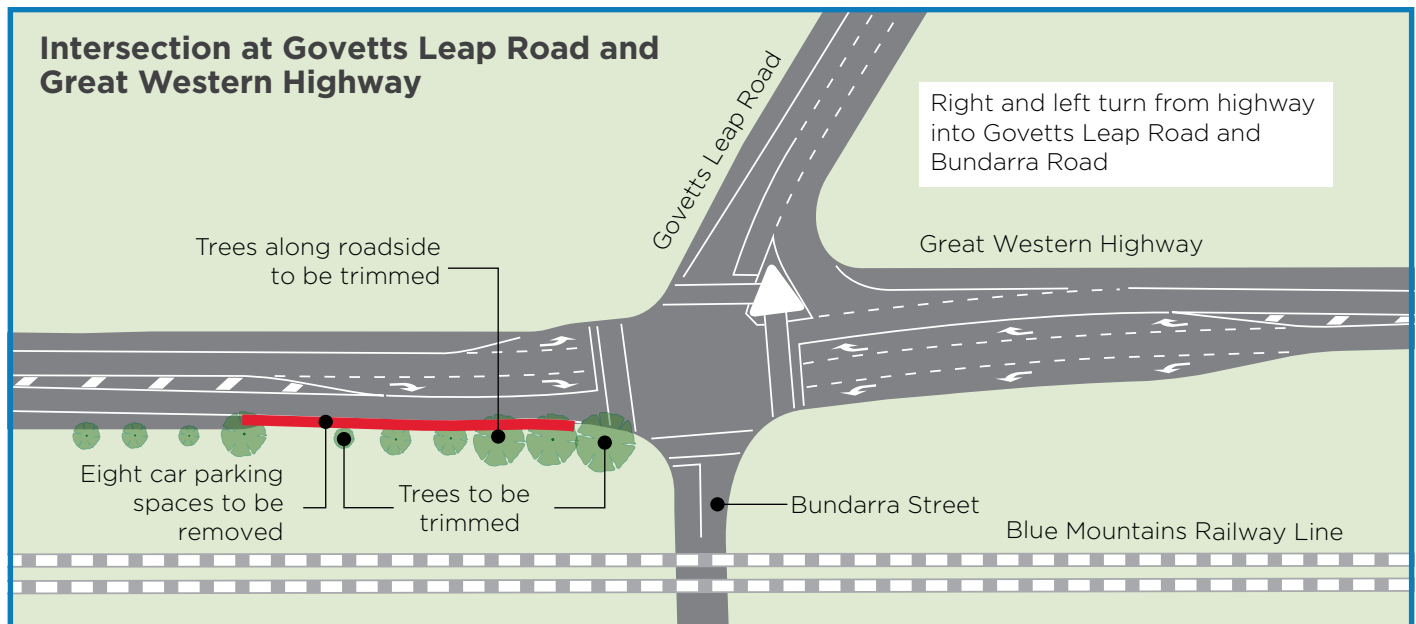 Intersection at Govetts Leap Road and
Great Western Highway
Govetts Leap Road
Right and left turn from highway
into Govetts Leap Road and
Bundarra Road
Great Western Highway
Trees along roadside
to be trimmed
Eight car parking
spaces to be
removed
Trees to be
trimmed
Bundarra Street
Blue Mountains Railway Line